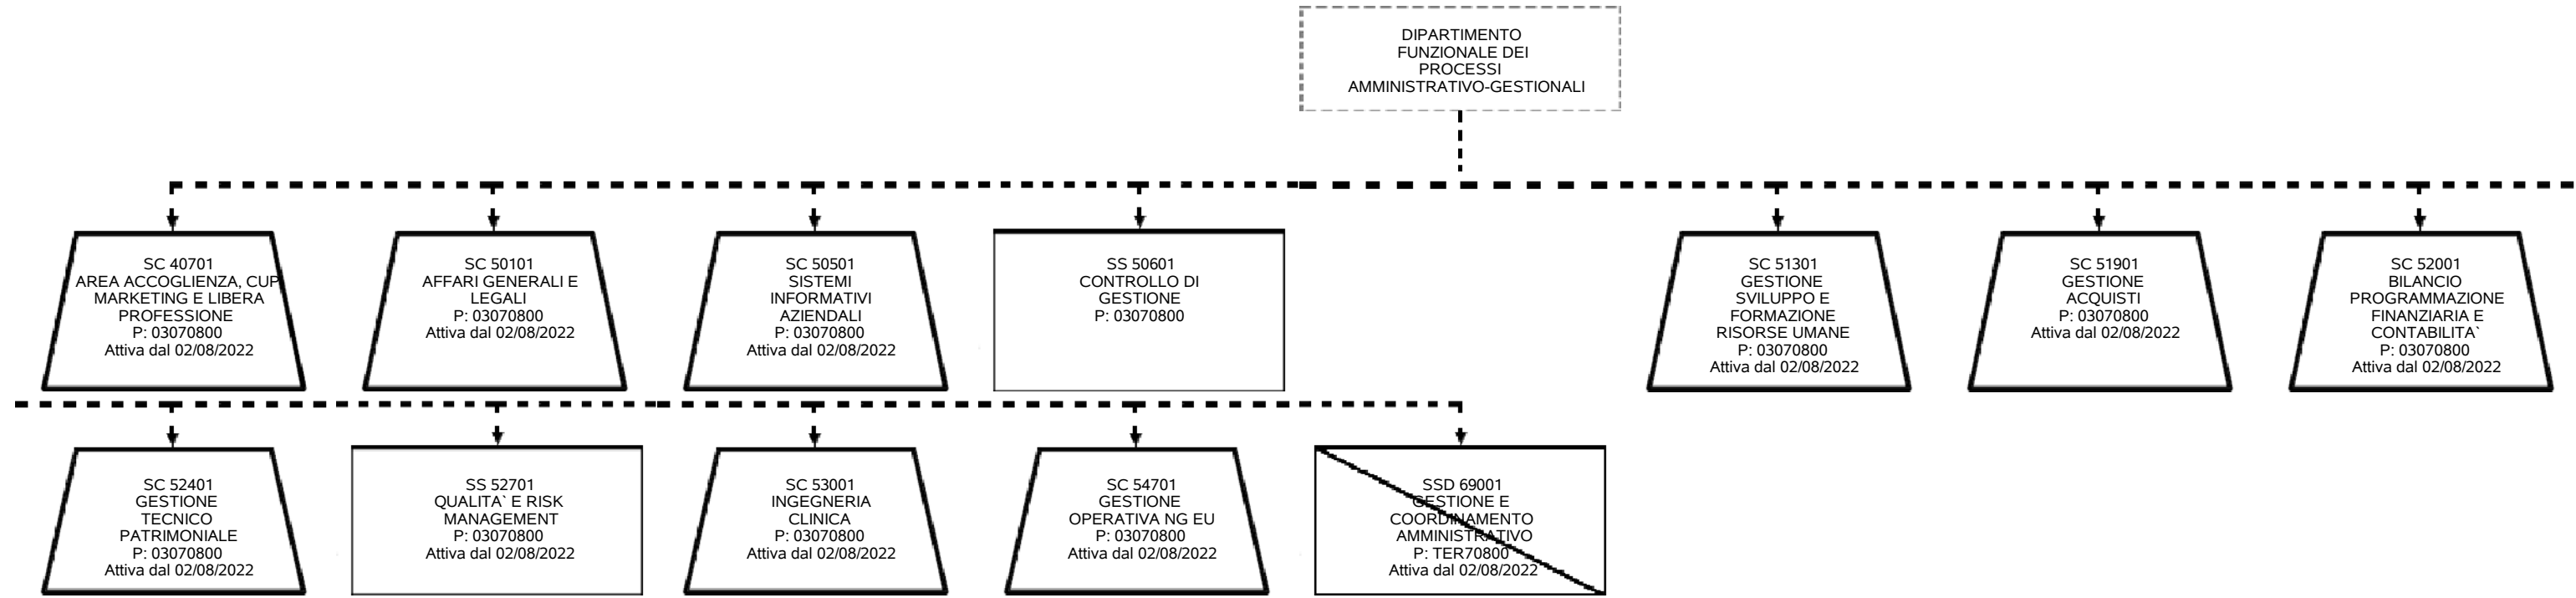 DIPARTIMENTO
FUNZIONALE DEI
PROCESSI
AMMINISTRATIVO-GESTIONALI
SC 40701
AREA ACCOGLIENZA, CUP
MARKETING E LIBERA
PROFESSIONE
P: 03070800
Attiva dal 02/08/2022
SC 50101
AFFARI GENERALI E
LEGALI
P: 03070800
Attiva dal 02/08/2022
SC 50501
SISTEMI
INFORMATIVI
AZIENDALI
P: 03070800
Attiva dal 02/08/2022
SS 50601
CONTROLLO DI
GESTIONE
P: 03070800
SC 51301
GESTIONE
SVILUPPO E
FORMAZIONE
RISORSE UMANE
P: 03070800
Attiva dal 02/08/2022
SC 51901
GESTIONE
ACQUISTI
P: 03070800
Attiva dal 02/08/2022
SC 52001
BILANCIO
PROGRAMMAZIONE
FINANZIARIA E
CONTABILITA`
P: 03070800
Attiva dal 02/08/2022
SC 52401
GESTIONE
TECNICO
PATRIMONIALE
P: 03070800
Attiva dal 02/08/2022
SS 52701
QUALITA` E RISK
MANAGEMENT
P: 03070800
Attiva dal 02/08/2022
SC 53001
INGEGNERIA
CLINICA
P: 03070800
Attiva dal 02/08/2022
SC 54701
GESTIONE
OPERATIVA NG EU
P: 03070800
Attiva dal 02/08/2022
SSD 69001
GESTIONE E
COORDINAMENTO
AMMINISTRATIVO
P: TER70800
Attiva dal 02/08/2022